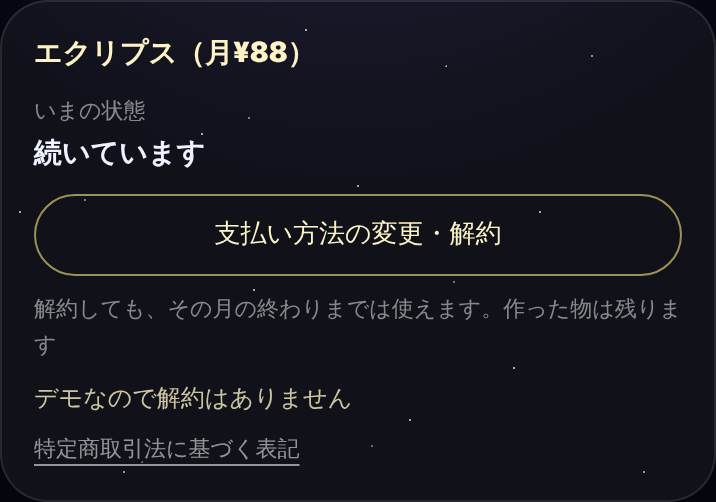 エクリプス（月¥88）
いまの状態
続いています
支払い方法の変更・解約
解約しても、その月の終わりまでは使えます。作った物は残りま
す
デモなので解約はありません
特定商取引法に基づく表記